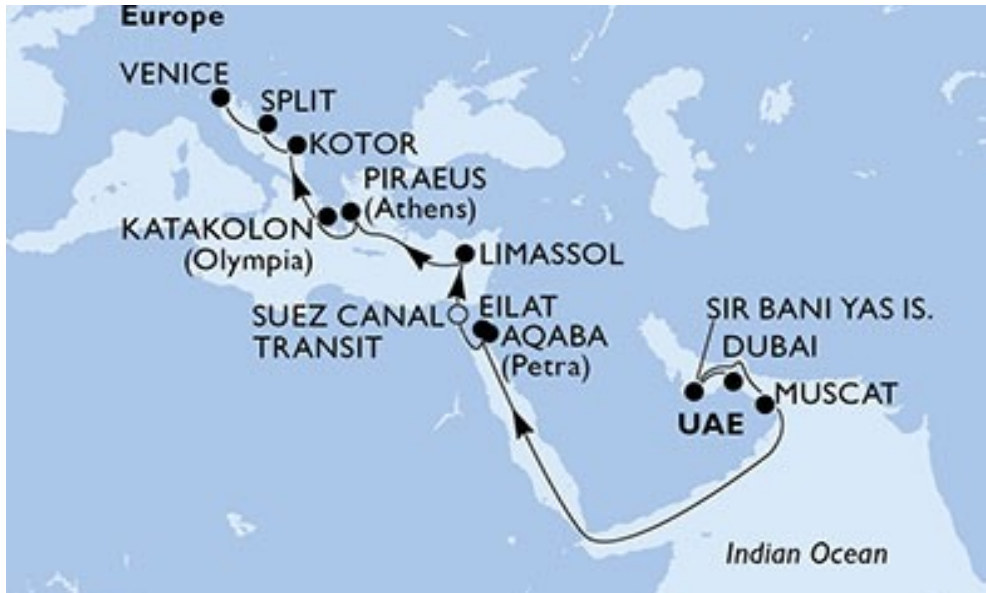 Europe
VENICE
SPLIT
KOTOR
PIRAEUS
(Athens)
KATAKOLON
(Olympia)
LIMASSOL
SUEZ CANAL
TRANSIT
EILAT
AQABA
(Petra)
SIR BANI YAS IS.
DUBAI
MUSCAT
UAE
Indian Ocean